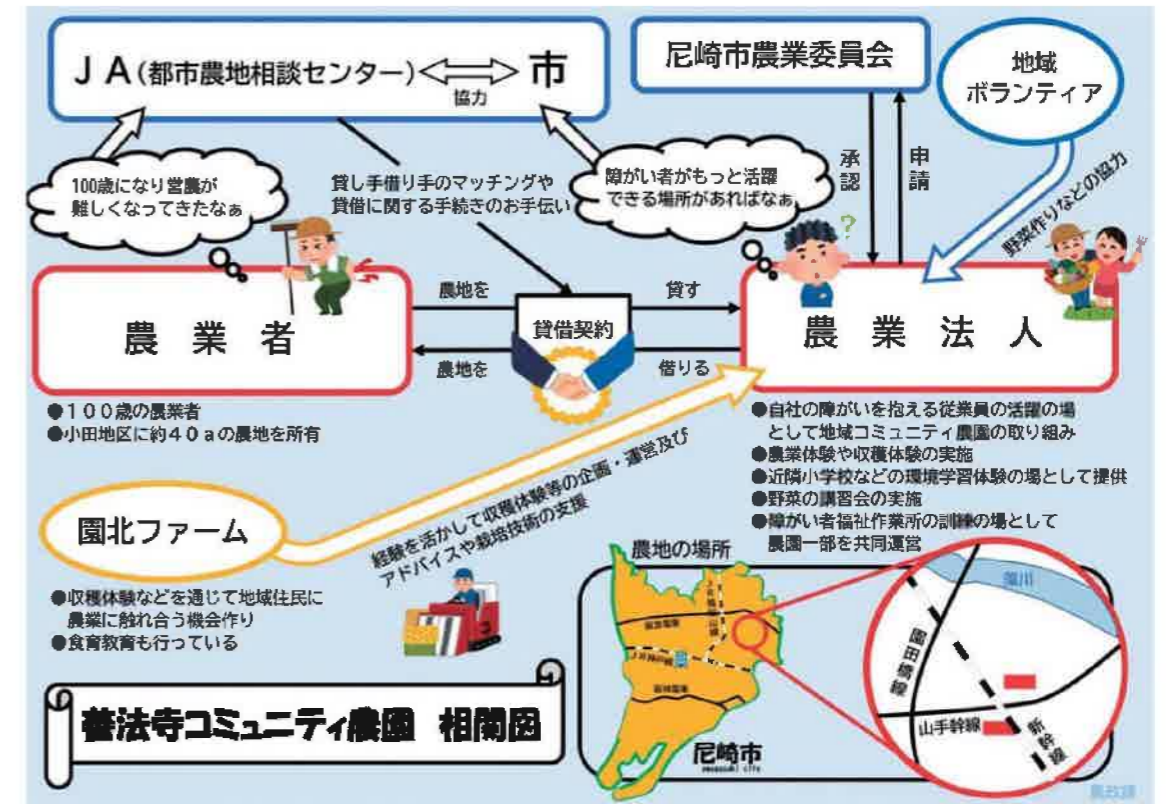 JA(都市農地相談センター) 市
協力
尼崎市農業委員会
地域
ボランティア
100歳になり営農が
難しくなってきたなぁ
貸し手借り手のマッチングや
貸借に関する手続きのお手伝い
障がい者がもっと活躍
できる場所があればなぁ
承認
申請
野菜作りなどの協力
?
農業者
農地を
貸借契約
貸す
農地を
借りる
農業法人
●100歳の農業者
●小田地区に約40aの農地を所有
●自社の障がいを抱える従業員の活躍の場
として地域コミュニティ農園の取り組み
●農業体験や収穫体験の実施
●近隣小学校などの環境学習体験の場として提供
●野菜の講習会の実施
●障がい者福祉作業所の訓練の場として
農園一部を共同運営
園北ファーム
経験を活かして収穫体験等の企画・運営及び
アドバイスや栽培技術の支援
●収穫体験などを通じて地域住民に
農業に触れ合う機会作り
●食育教育も行っている
善法寺コミュニティ農園 相関図
農地の場所
阪急電車
JR神戸線
阪神電車
尼崎市
amagasaki city
藻川
園田橋線
山手幹線
新幹線
農政課